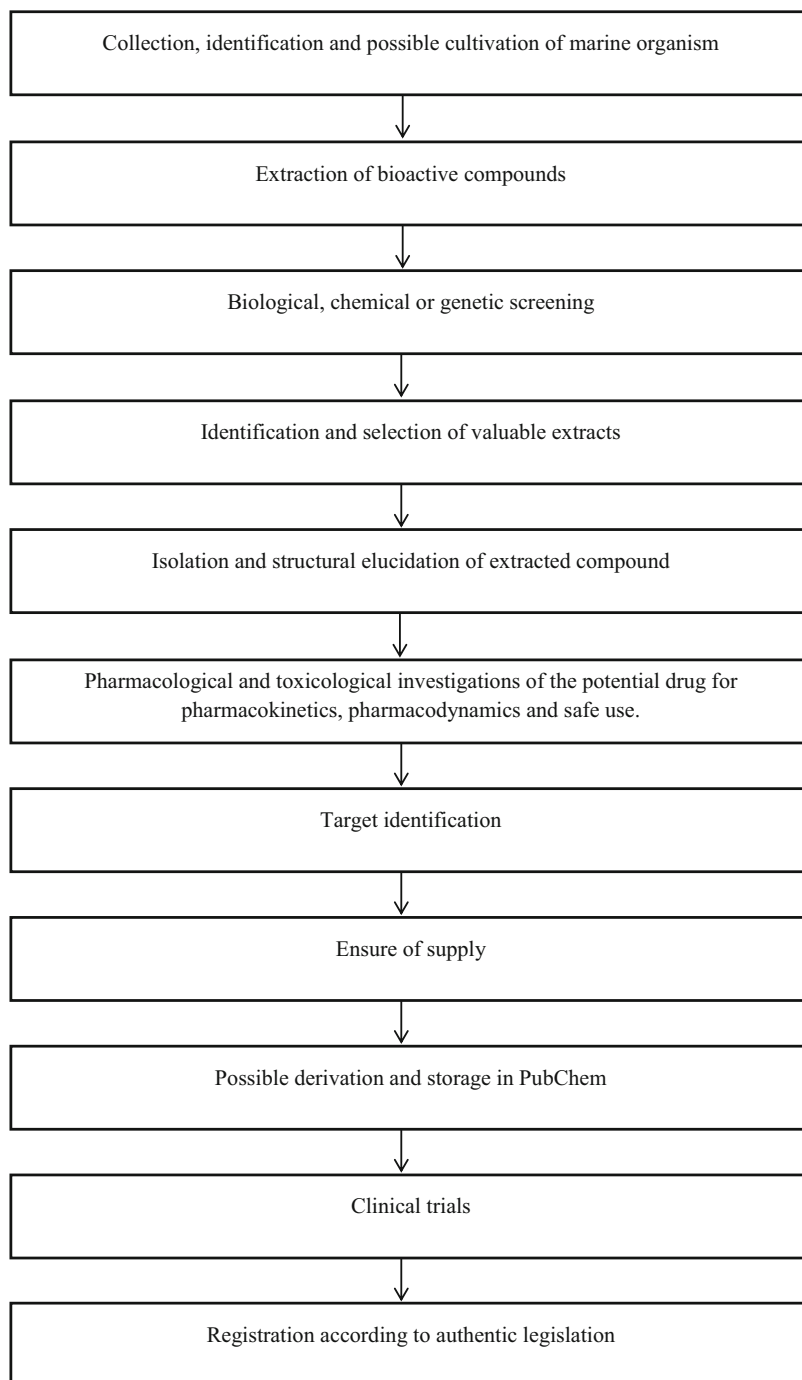 Collection, identification and possible cultivation of marine organism
Extraction of bioactive compounds
Biological, chemical or genetic screening
Identification and selection of valuable extracts
Isolation and structural elucidation of extracted compound
Pharmacological and toxicological investigations of the potential drug for
pharmacokinetics, pharmacodynamics and safe use.
Target identification
Ensure of supply
Possible derivation and storage in PubChem
Clinical trials
Registration according to authentic legislation